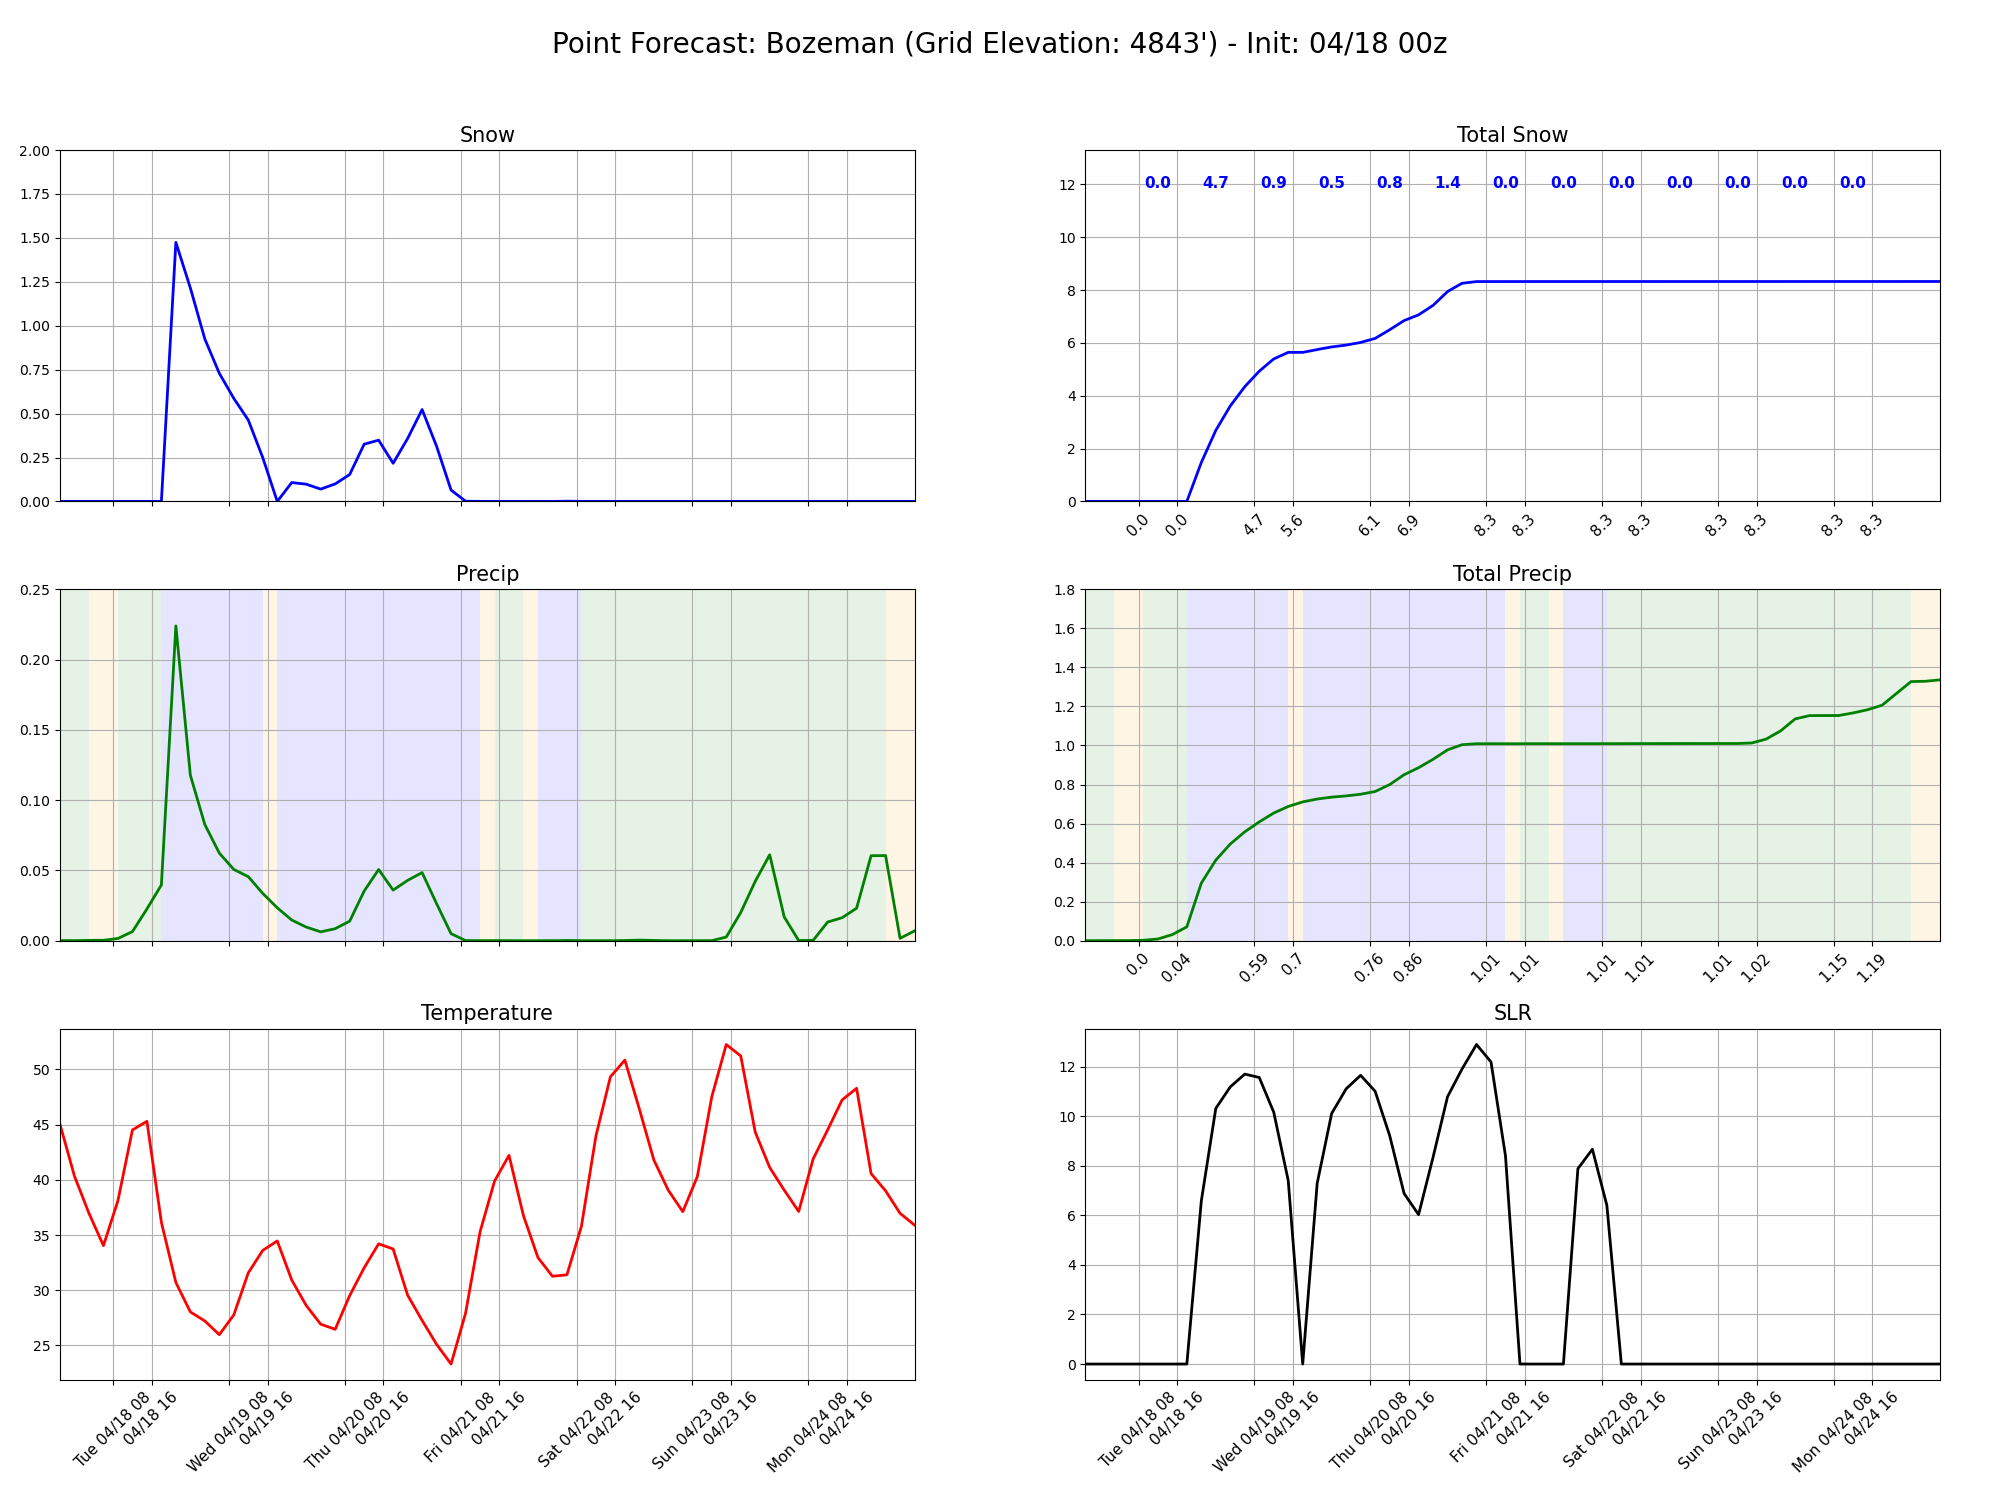 Point Forecast: Bozeman (Grid Elevation: 4843') - Init: 04/18 00z
Snow
2.00
1.75
1.50
1.25
1.00
0.75
0.50
0.25
0.00
Total Snow
0.0 4.7 0.9 0.5 0.8 1.4 0.0 0.0 0.0 0.0 0.0 0.0 0.0
12
10
8
6
4
2
0
0.0 0.0 4.7 5.6 6.1 6.9 8.3 8.3 8.3 8.3 8.3 8.3 8.3 8.3
Precip
0.25
0.20
0.15
0.10
0.05
0.00
Total Precip
1.8
1.6
1.4
1.2
1.0
0.8
0.6
0.4
0.2
0.0
0.0 0.04 0.59 0.7 0.76 0.86 1.01 1.01 1.01 1.01 1.01 1.02 1.15 1.19
Temperature
50
45
40
35
30
25
Tue 04/18 08
04/18 16
Wed 04/19 08
04/19 16
Thu 04/20 08
04/20 16
Fri 04/21 08
04/21 16
Sat 04/22 08
04/22 16
Sun 04/23 08
04/23 16
Mon 04/24 08
04/24 16
SLR
12
10
8
6
4
2
0
Tue 04/18 08
04/18 16
Wed 04/19 08
04/19 16
Thu 04/20 08
04/20 16
Fri 04/21 08
04/21 16
Sat 04/22 08
04/22 16
Sun 04/23 08
04/23 16
Mon 04/24 08
04/24 16